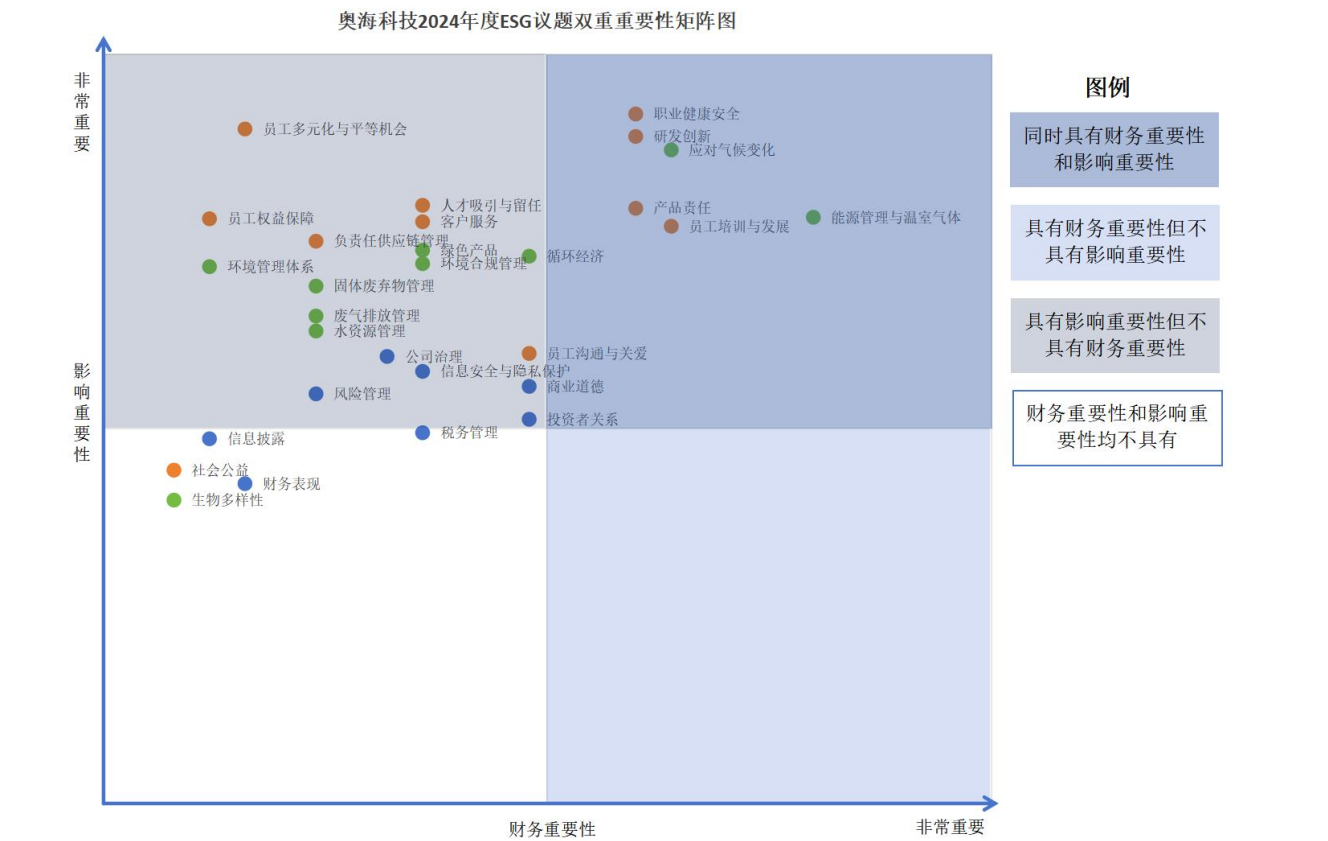 奥海科技2024年度ESG议题双重重要性矩阵图
非常重要
影响重要性
员工多元化与平等机会
职业健康安全
研发创新
应对气候变化
人才吸引与留任
产品责任
员工权益保障
客户服务
能源管理与温室气体
员工培训与发展
负责任供应链管理
绿色产品
循环经济
环境合规管理
环境管理体系
固体废弃物管理
废气排放管理
水资源管理
公司治理
员工沟通与关爱
信息安全与隐私保护
商业道德
风险管理
投资者关系
税务管理
信息披露
社会公益
财务表现
生物多样性
财务重要性
非常重要
图例
同时具有财务重要性
和影响重要性
具有财务重要性但不
具有影响重要性
具有影响重要性但不
具有财务重要性
财务重要性和影响重
要性均不具有